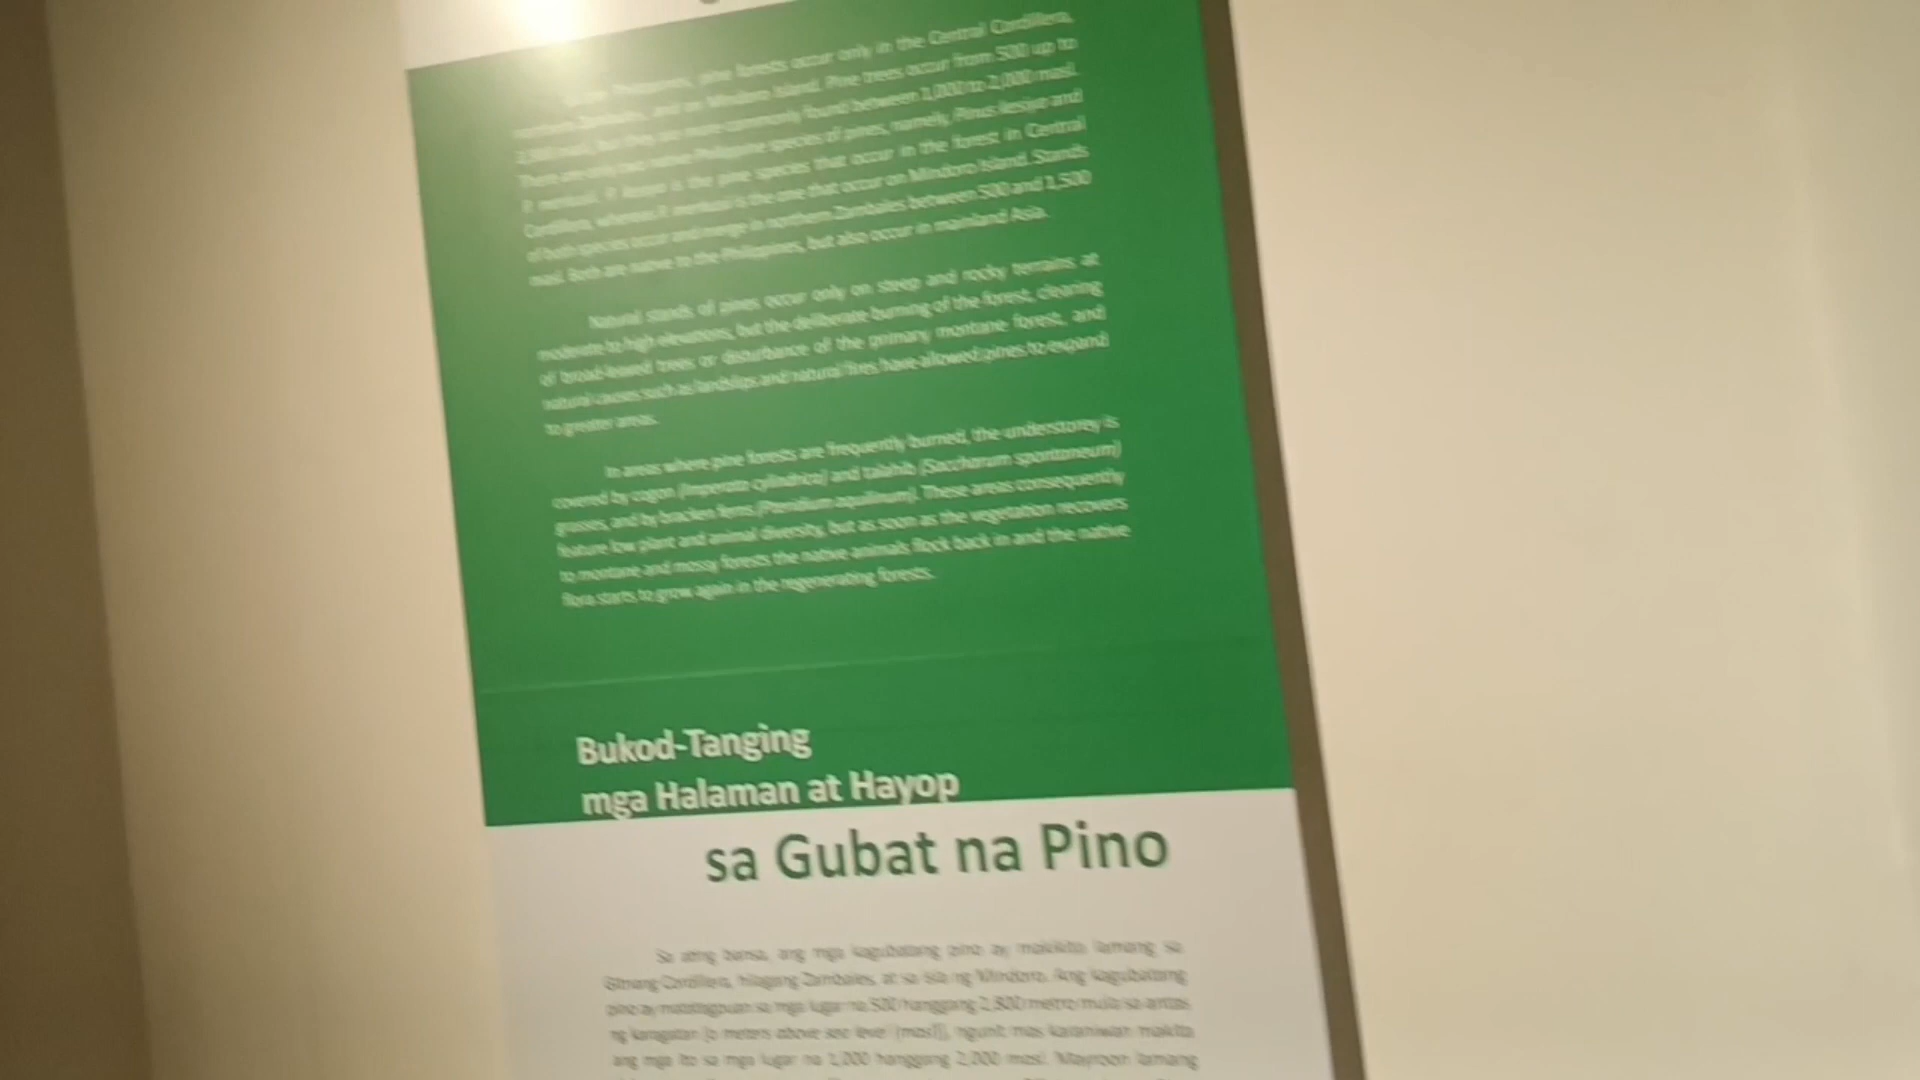 Philippines, pine forests occur only in the Central Cordillera,
northern Zambales, and on Mindoro Island. Pine trees occur from 500 up to
but they are more commonly found between 1,000 to 2,000 masl.
There are only two native Philippine species of pines, namely, Pinus kesiya and
P. merkusii. P. kesiya is the pine species that occur in the forest in Central
Cordillera, whereas P. merkusii is the one that occur on Mindoro Island. Stands
of both species occur and merge in northern Zambales between 500 and 1,500
masl. Both are native to the Philippines, but also occur in mainland Asia.
Natural stands of pines occur only on steep and rocky terrains at
moderate to high elevations, but the deliberate burning of the forest, clearing
of broad-leaved trees or disturbance of the primary montane forest, and
natural causes such as landslips and natural fires have allowed pines to expand
to greater areas.
In areas where pine forests are frequently burned, the understorey is
covered by cogon (Imperata cylindrica) and talahib (Saccharum spontaneum)
grasses, and by bracken ferns (Pteridium aquilinum). These areas consequently
feature low plant and animal diversity, but as soon as the vegetation recovers
to montane and mossy forests the native animals flock back in and the native
flora starts to grow again in the regenerating forests.
Bukod-Tanging
mga Halaman at Hayop
sa Gubat na Pino
Sa ating bansa, ang mga kagubatang pino ay makikita lamang sa
Gitnang Cordillera, hilagang Zambales, at sa isla ng Mindoro. Ang kagubatang
pino ay matatagpuan sa mga lugar na 500 hanggang metro mula sa antas
ng karagatan [o meters above sea level (masl)], ngunit mas karaniwan makita
ang mga ito sa mga lugar na 1,000 hanggang 2,000 masl. Mayroon lamang